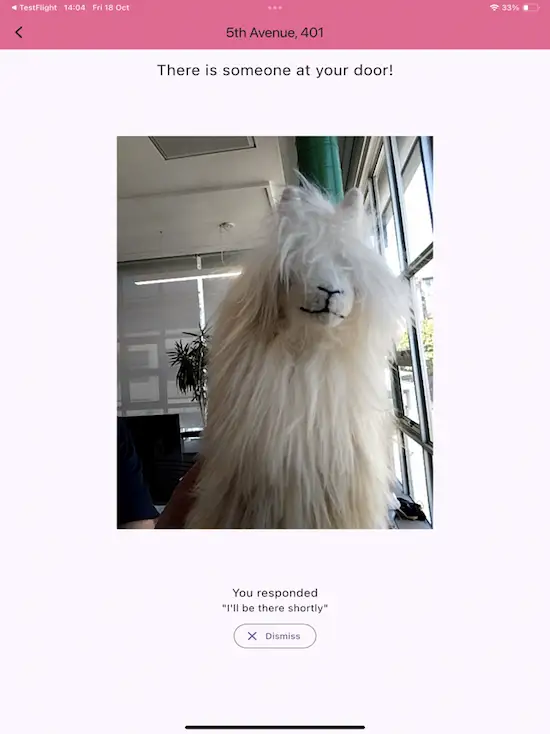 TestFlight 14:04 Fri 18 Oct 33%
5th Avenue, 401
There is someone at your door!
You responded
"I'll be there shortly"
Dismiss